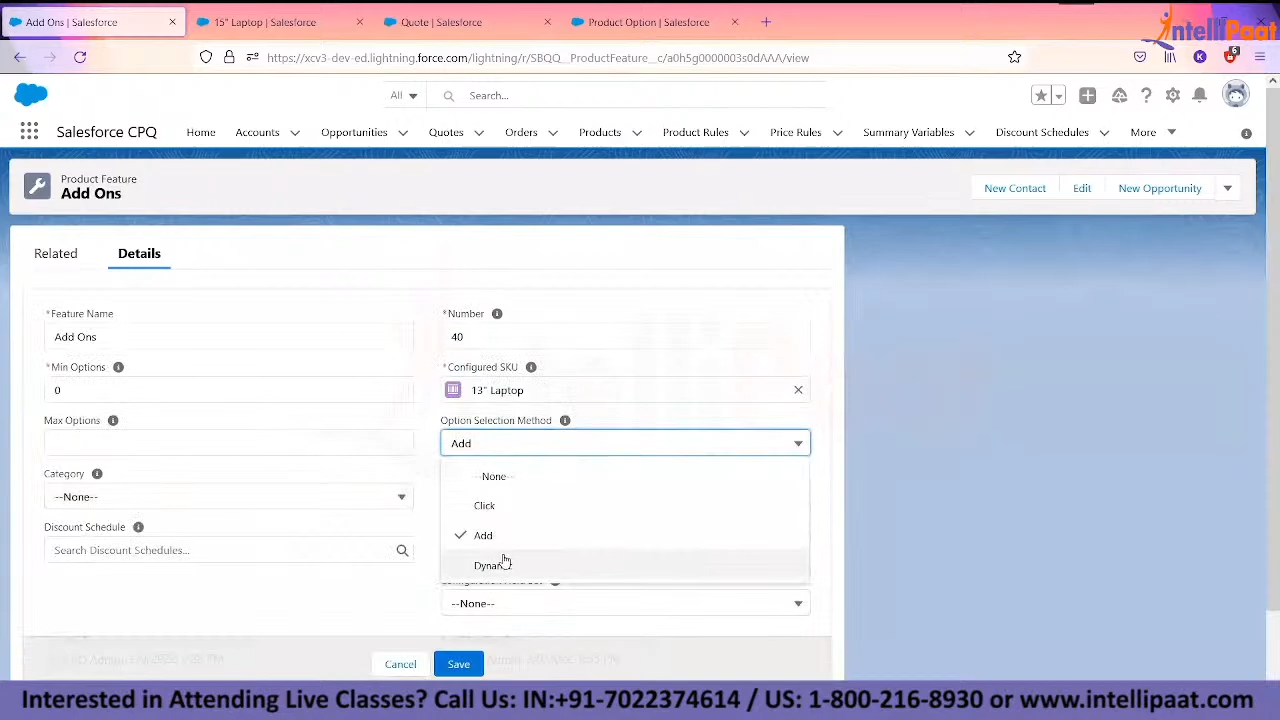 Add Ons | Salesforce
15" Laptop | Salesforce
Quote | Salesforce
Product Option | Salesforce
IntelliPaat
https://xcv3-dev-ed.lightning.force.com/lightning/r/SBQQ__ProductFeature__c/a0h5g0000003s0dAAA/view
K
6
All
Search...
Salesforce CPQ
Home
Accounts
Opportunities
Quotes
Orders
Products
Product Rules
Price Rules
Summary Variables
Discount Schedules
More
Product Feature
Add Ons
New Contact
Edit
New Opportunity
Related
Details
*Feature Name
Add Ons
*Number
40
*Min Options
0
*Configured SKU
13" Laptop
Max Options
Option Selection Method
Add
--None--
Click
Add
Category
--None--
Discount Schedule
Search Discount Schedules...
--None--
Cancel
Save
Interested in Attending Live Classes? Call Us: IN:+91-7022374614 / US: 1-800-216-8930 or www.intellipaat.com